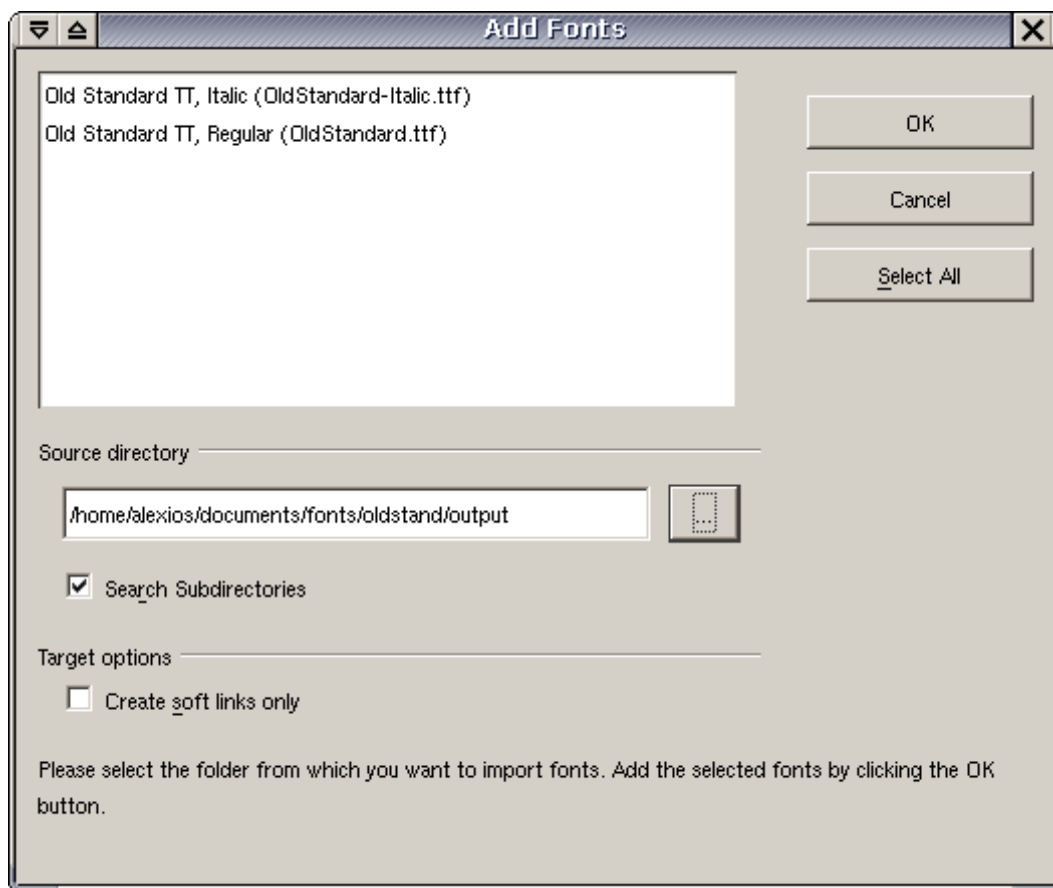 Add Fonts
Old Standard TT, Italic (OldStandard-Italic.ttf)
Old Standard TT, Regular (OldStandard.ttf)
OK
Cancel
Select All
Source directory
/home/alexios/documents/fonts/oldstand/output
...
Search Subdirectories
Target options
Create soft links only
Please select the folder from which you want to import fonts. Add the selected fonts by clicking the OK
button.